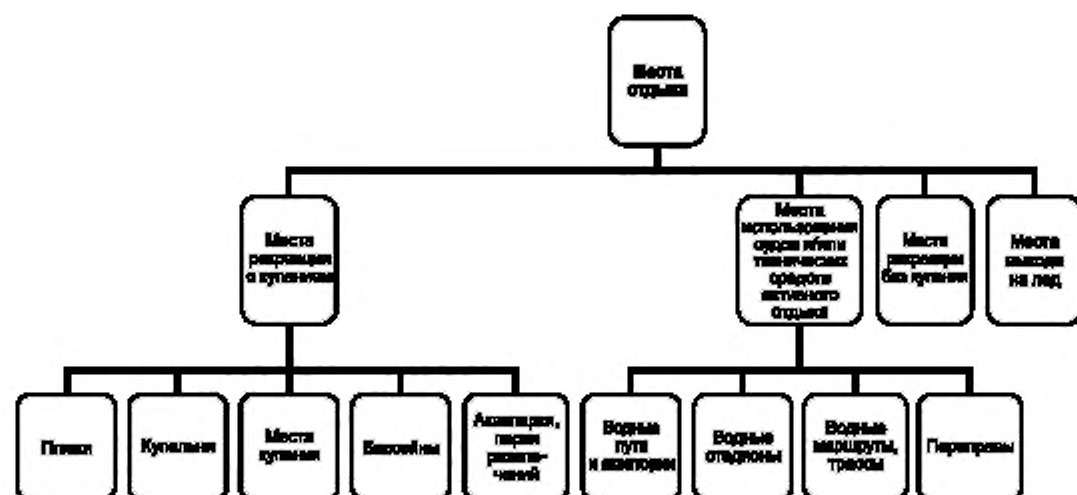 Места
отдыха
Места
рекреации
с купанием
Места
использования
судов и/или
технических
средств
активного
отдыха
Места
рекреации
без купания
Места
выхода
на лед
Пляжи
Купальни
Места
купания
Бассейны
Аквапарки,
парки
развле-
чений
Водные
пути
и акватории
Водные
стадионы
Водные
маршруты,
трассы
Переправы